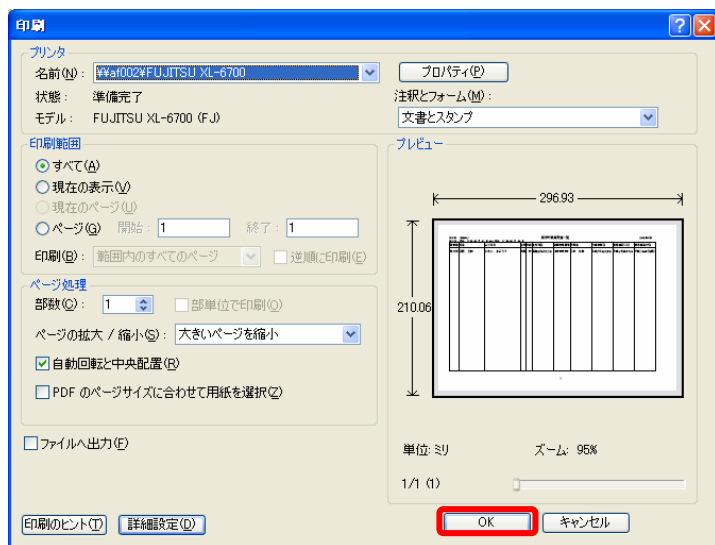 印刷
プリンタ
名前(N): ¥¥af002¥FUJITSU XL-6700
プロパティ(P)
状態: 準備完了
注釈とフォーム(M):
モデル: FUJITSU XL-6700 (FJ)
文書とスタンプ
印刷範囲
すべて(A)
現在の表示(V)
現在のページ(U)
ページ(G) 開始: 1 終了: 1
印刷(B): 範囲内のすべてのページ 逆順に印刷(E)
ページ処理
部数(C): 1 部単位で印刷(O)
ページの拡大 / 縮小(S): 大きいページを縮小
自動回転と中央配置(R)
PDF のページサイズに合わせて用紙を選択(Z)
ファイルへ出力(F)
印刷のヒント(T) 詳細設定(D)
プレビュー
296.93
210.06
単位: ミリ ズーム: 95%
1/1 (1)
OK キャンセル